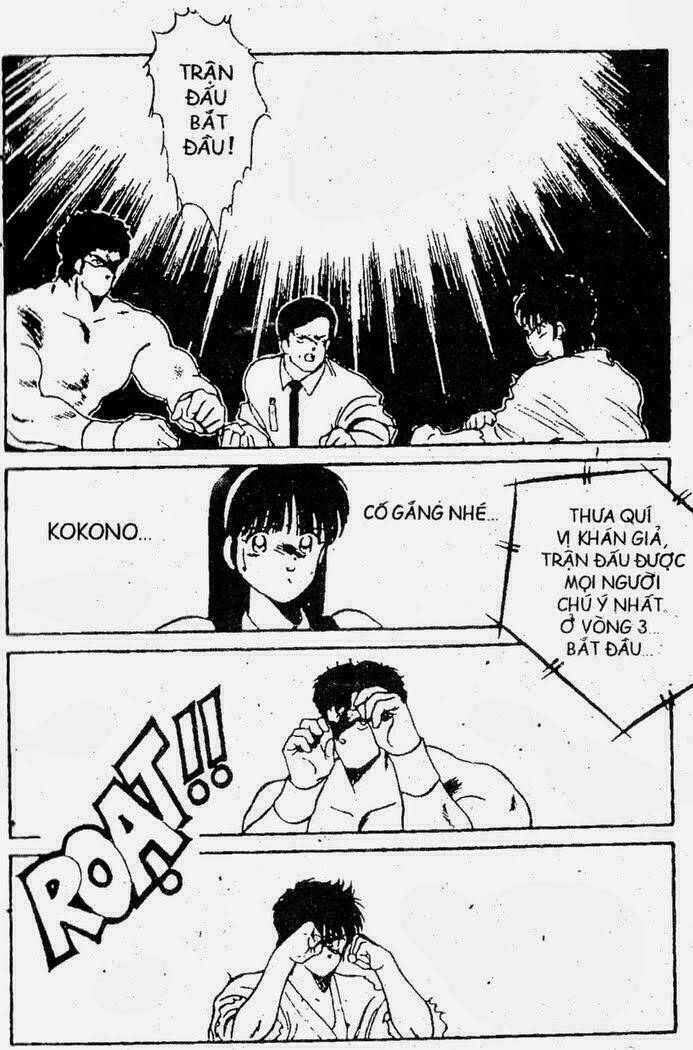 TRẬN
ĐẤU
BẮT
ĐẦU!
KOKONO...
CỐ GẮNG NHÉ...
THƯA QUÍ
VỊ KHÁN GIẢ,
TRẬN ĐẤU ĐƯỢC
MỌI NGƯỜI
CHÚ Ý NHẤT
Ở VÒNG 3...
BẮT ĐẦU...
ROẠT!!